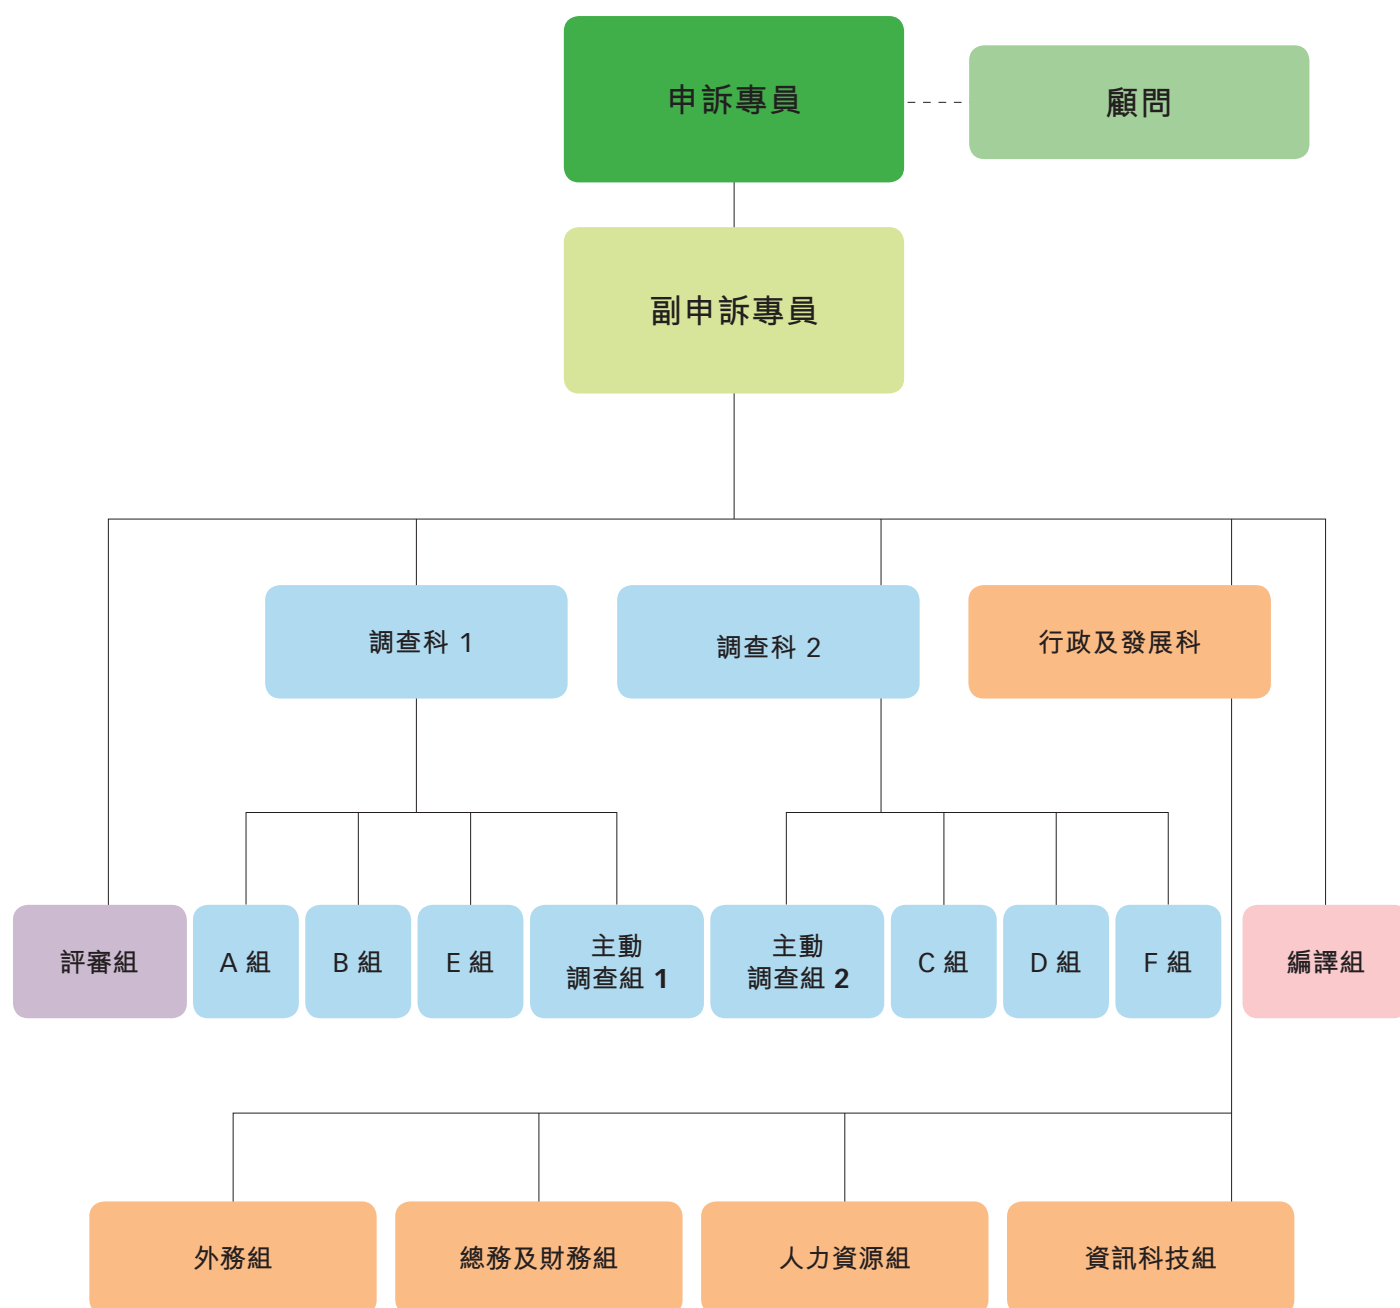 申訴專員
顧問
副申訴專員
調查科 1
調查科 2
行政及發展科
評審組
A 組
B 組
E 組
主動
調查組 1
主動
調查組 2
C 組
D 組
F 組
編譯組
外務組
總務及財務組
人力資源組
資訊科技組